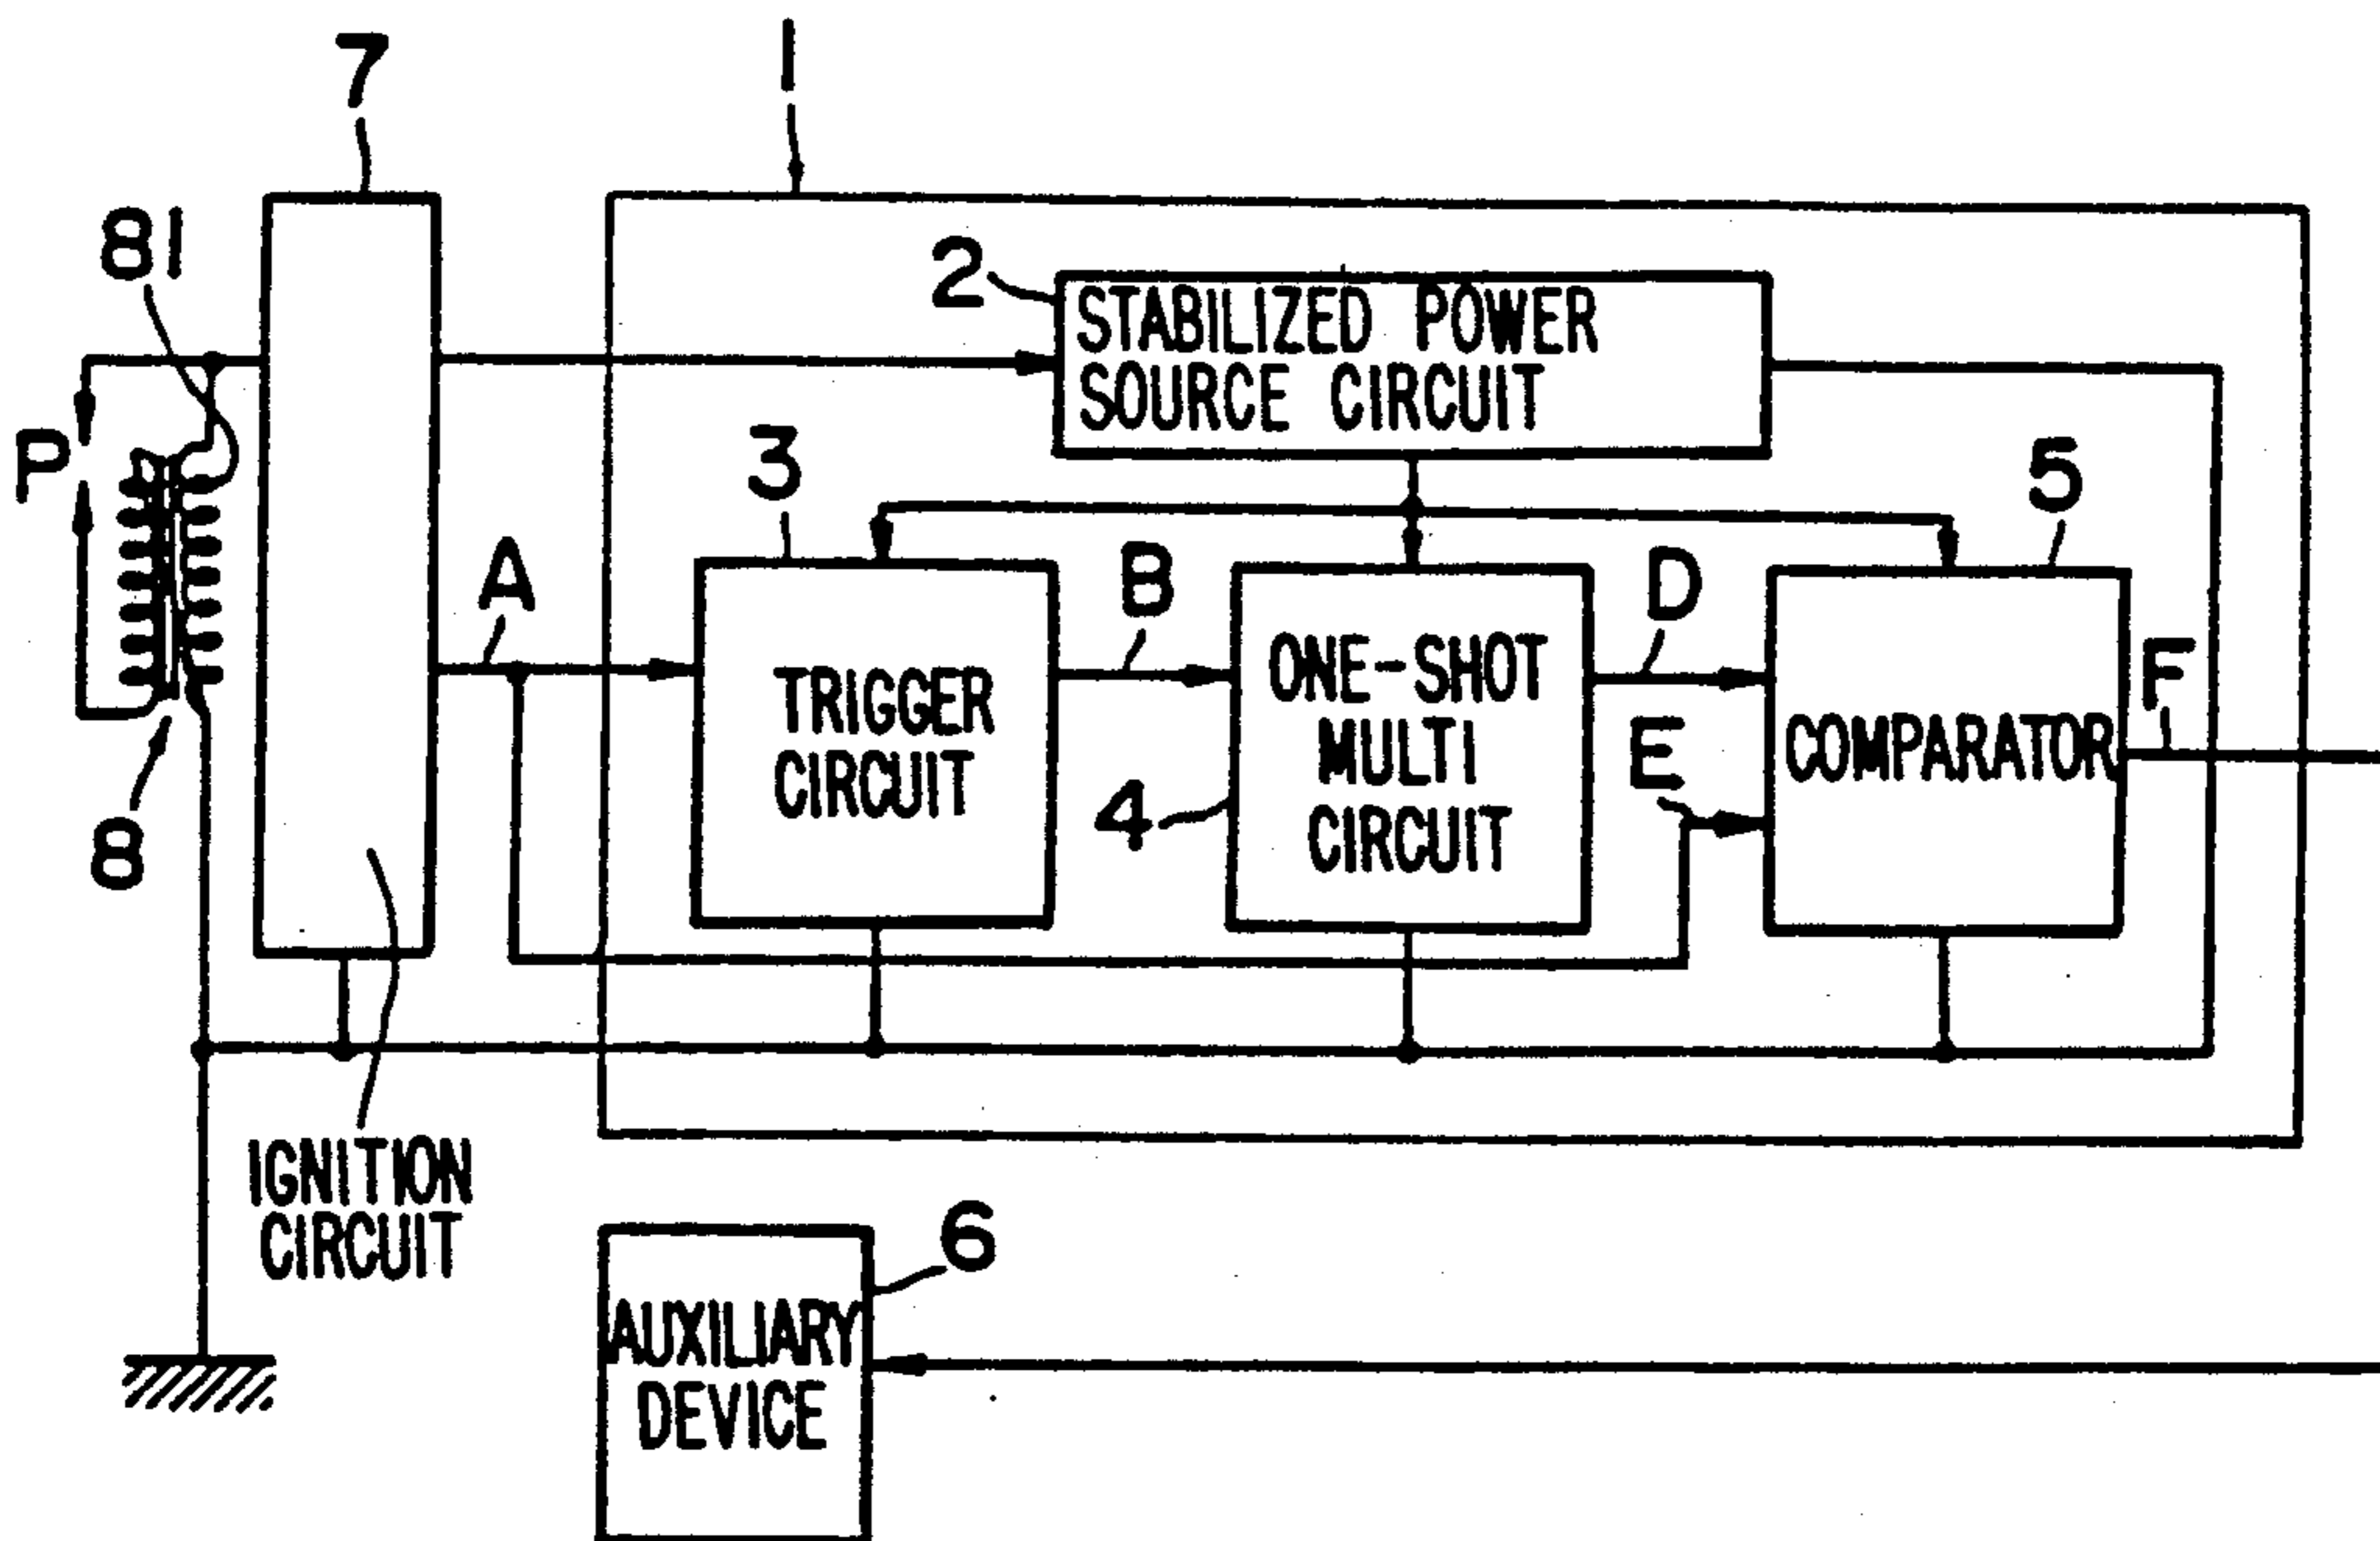 7
1
81
2
STABILIZED POWER
SOURCE CIRCUIT
P
3
5
A
B
D
TRIGGER
CIRCUIT
ONE-SHOT
MULTI
CIRCUIT
E
COMPARATOR
F
4
8
IGNITION
CIRCUIT
6
AUXILIARY
DEVICE